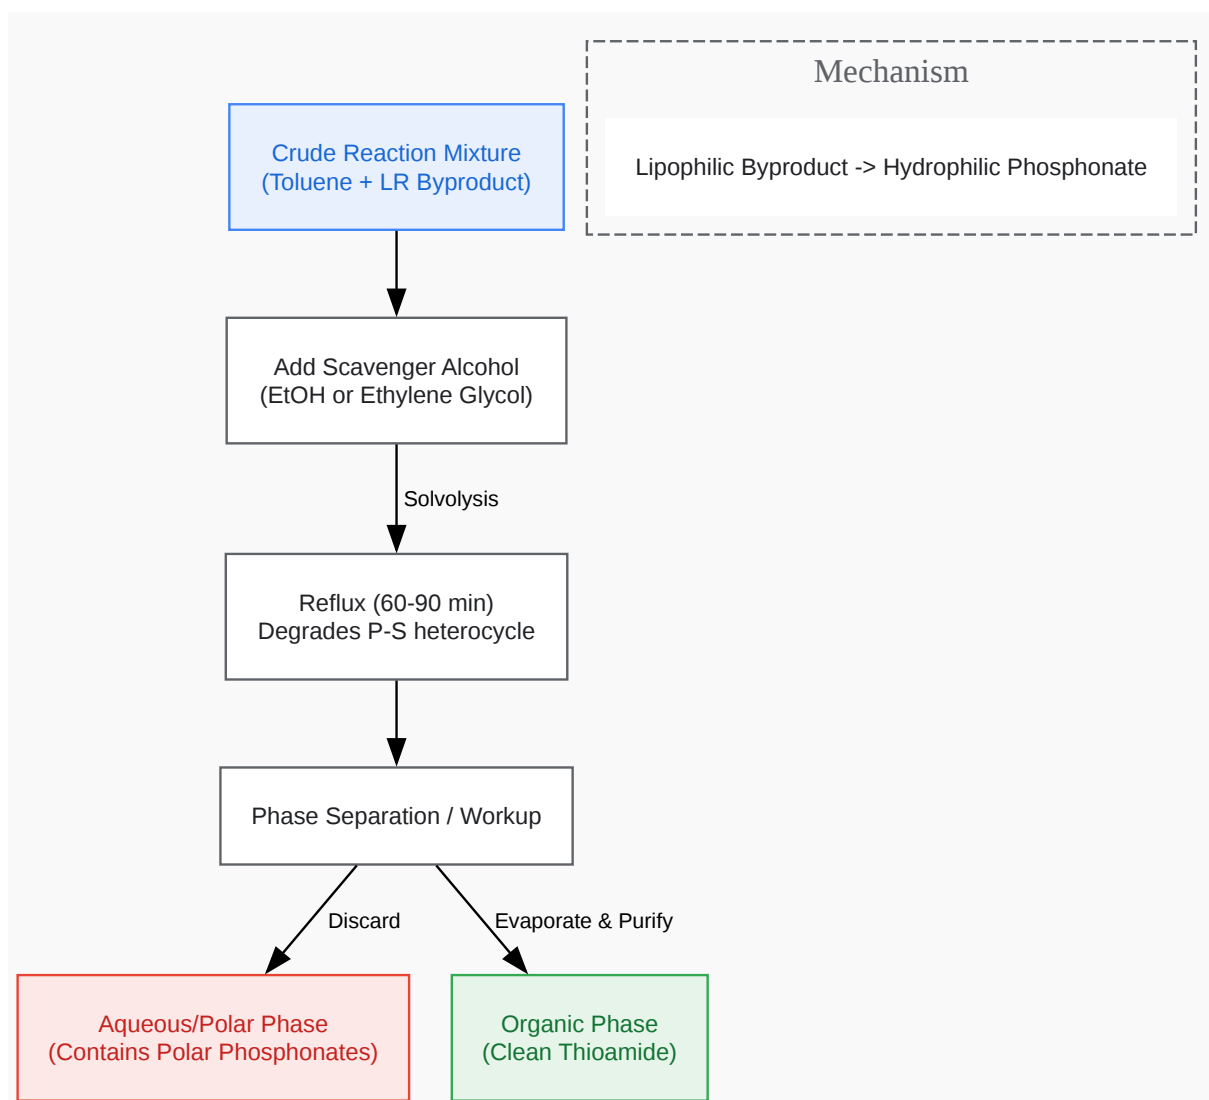 Mechanism
Lipophilic Byproduct -> Hydrophilic Phosphonate
Crude Reaction Mixture
(Toluene + LR Byproduct)
Add Scavenger Alcohol
(EtOH or Ethylene Glycol)
Solvolysis
Reflux (60-90 min)
Degrades P-S heterocycle
Phase Separation / Workup
Discard
Evaporate & Purify
Aqueous/Polar Phase
(Contains Polar Phosphonates)
Organic Phase
(Clean Thioamide)